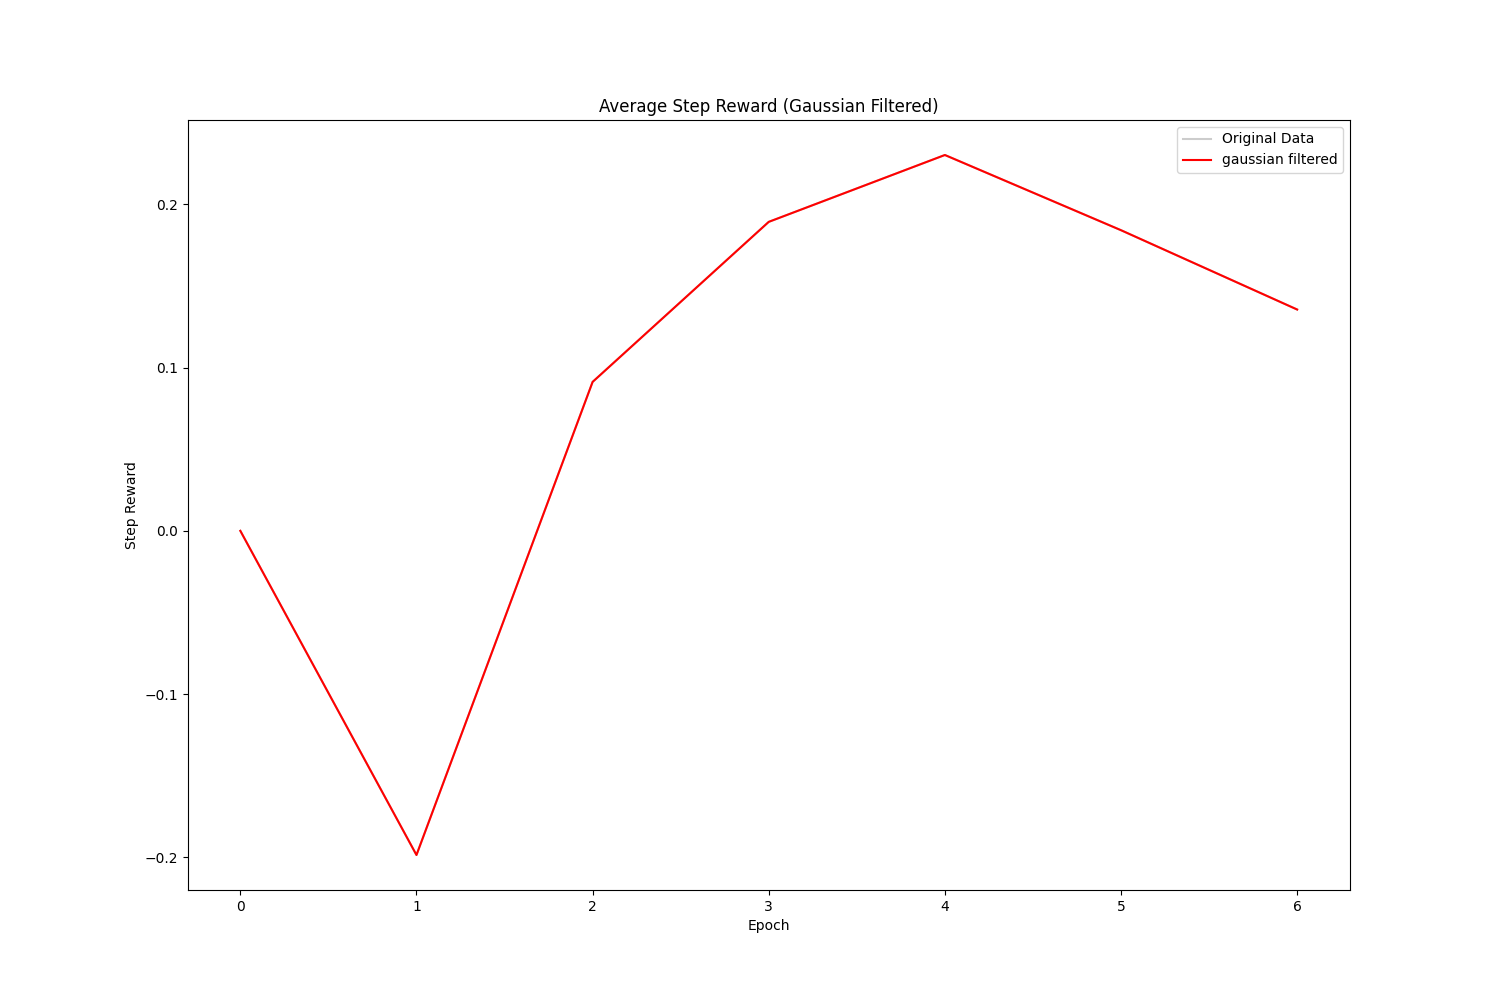 Average Step Reward (Gaussian Filtered)
Original Data
gaussian filtered
0.2
0.1
0.0
−0.1
−0.2
Step Reward
0 1 2 3 4 5 6
Epoch